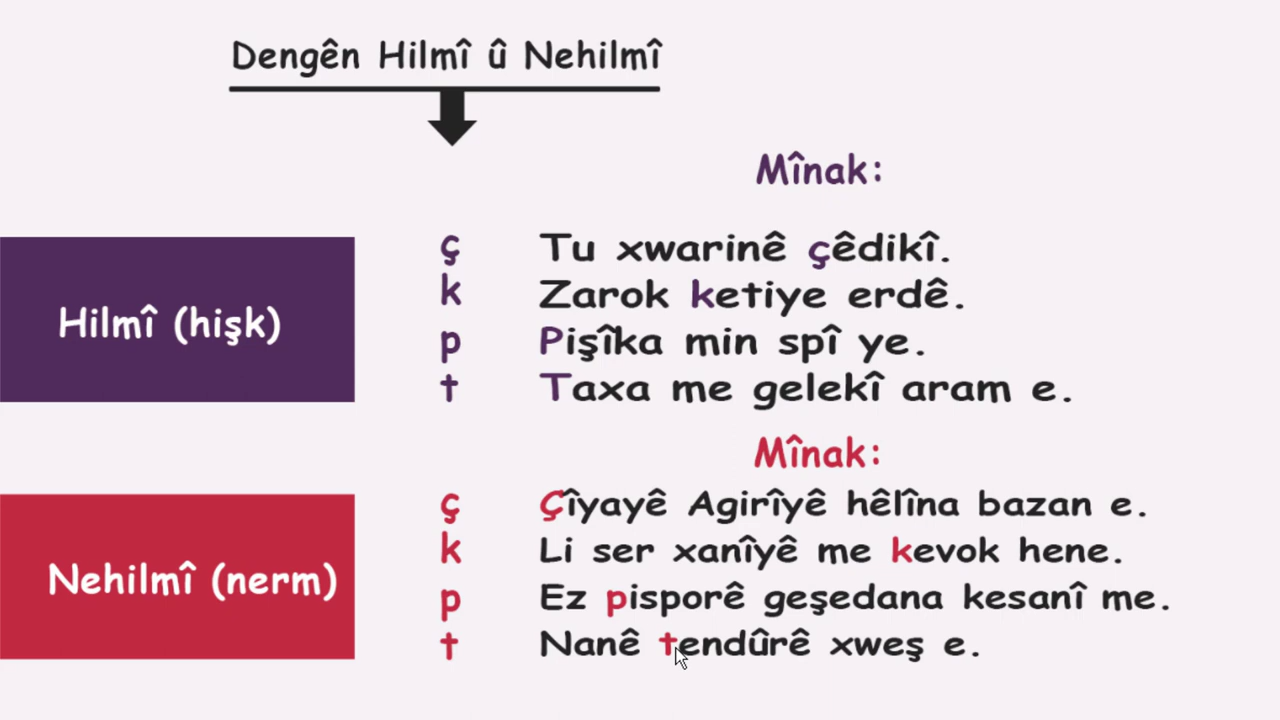 Dengên Hilmî û Nehilmî
Mînak:
Hilmî (hişk)
ç Tu xwarinê çêdikî.
k Zarok ketiye erdê.
p Pişîka min spî ye.
t Taxa me gelekî aram e.
Mînak:
Nehilmî (nerm)
ç Çîyayê Agirîyê hêlîna bazan e.
k Li ser xanîyê me kevok hene.
p Ez pisporê geşedana kesanî me.
t Nanê tendûrê xweş e.